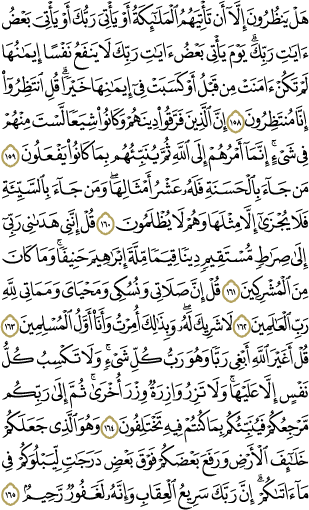 هَلْ يَنظُرُونَ إِلَّآ أَن تَأْتِيَهُمُ ٱلْمَلَـٰٓئِكَةُ أَوْ يَأْتِىَ رَبُّكَ أَوْ يَأْتِىَ بَعْضُ
ءَايَـٰتِ رَبِّكَ ۗ يَوْمَ يَأْتِى بَعْضُ ءَايَـٰتِ رَبِّكَ لَا يَنفَعُ نَفْسًا إِيمَـٰنُهَا
لَمْ تَكُنْ ءَامَنَتْ مِن قَبْلُ أَوْ كَسَبَتْ فِىٓ إِيمَـٰنِهَا خَيْرًا ۗ قُلِ ٱنتَظِرُوٓا۟
إِنَّا مُنتَظِرُونَ ١٥٨ إِنَّ ٱلَّذِينَ فَرَّقُوا۟ دِينَهُمْ وَكَانُوا۟ شِيَعًا لَّسْتَ مِنْهُمْ
فِى شَىْءٍ ۚ إِنَّمَآ أَمْرُهُمْ إِلَى ٱللَّهِ ثُمَّ يُنَبِّئُهُم بِمَا كَانُوا۟ يَفْعَلُونَ ١٥٩
مَن جَآءَ بِٱلْحَسَنَةِ فَلَهُۥ عَشْرُ أَمْثَالِهَا ۖ وَمَن جَآءَ بِٱلسَّيِّئَةِ
فَلَا يُجْزَىٰٓ إِلَّا مِثْلَهَا وَهُمْ لَا يُظْلَمُونَ ١٦٠ قُلْ إِنَّنِى هَدَىٰنِى رَبِّىٓ
إِلَىٰ صِرَٰطٍ مُّسْتَقِيمٍ دِينًا قِيَمًا مِّلَّةَ إِبْرَٰهِيمَ حَنِيفًا ۚ وَمَا كَانَ
مِنَ ٱلْمُشْرِكِينَ ١٦١ قُلْ إِنَّ صَلَاتِى وَنُسُكِى وَمَحْيَاىَ وَمَمَاتِى لِلَّهِ
رَبِّ ٱلْعَـٰلَمِينَ ١٦٢ لَا شَرِيكَ لَهُۥ ۖ وَبِذَٰلِكَ أُمِرْتُ وَأَنَا۠ أَوَّلُ ٱلْمُسْلِمِينَ ١٦٣
قُلْ أَغَيْرَ ٱللَّهِ أَبْغِى رَبًّا وَهُوَ رَبُّ كُلِّ شَىْءٍ ۚ وَلَا تَكْسِبُ كُلُّ
نَفْسٍ إِلَّا عَلَيْهَا ۚ وَلَا تَزِرُ وَازِرَةٌ وِزْرَ أُخْرَىٰ ۚ ثُمَّ إِلَىٰ رَبِّكُم
مَّرْجِعُكُمْ فَيُنَبِّئُكُم بِمَا كُنتُمْ فِيهِ تَخْتَلِفُونَ ١٦٤ وَهُوَ ٱلَّذِى جَعَلَكُمْ
خَلَـٰٓئِفَ ٱلْأَرْضِ وَرَفَعَ بَعْضَكُمْ فَوْقَ بَعْضٍ دَرَجَـٰتٍ لِّيَبْلُوَكُمْ فِى
مَآ ءَاتَىٰكُمْ ۗ إِنَّ رَبَّكَ سَرِيعُ ٱلْعِقَابِ وَإِنَّهُۥ لَغَفُورٌ رَّحِيمٌۢ ١٦٥